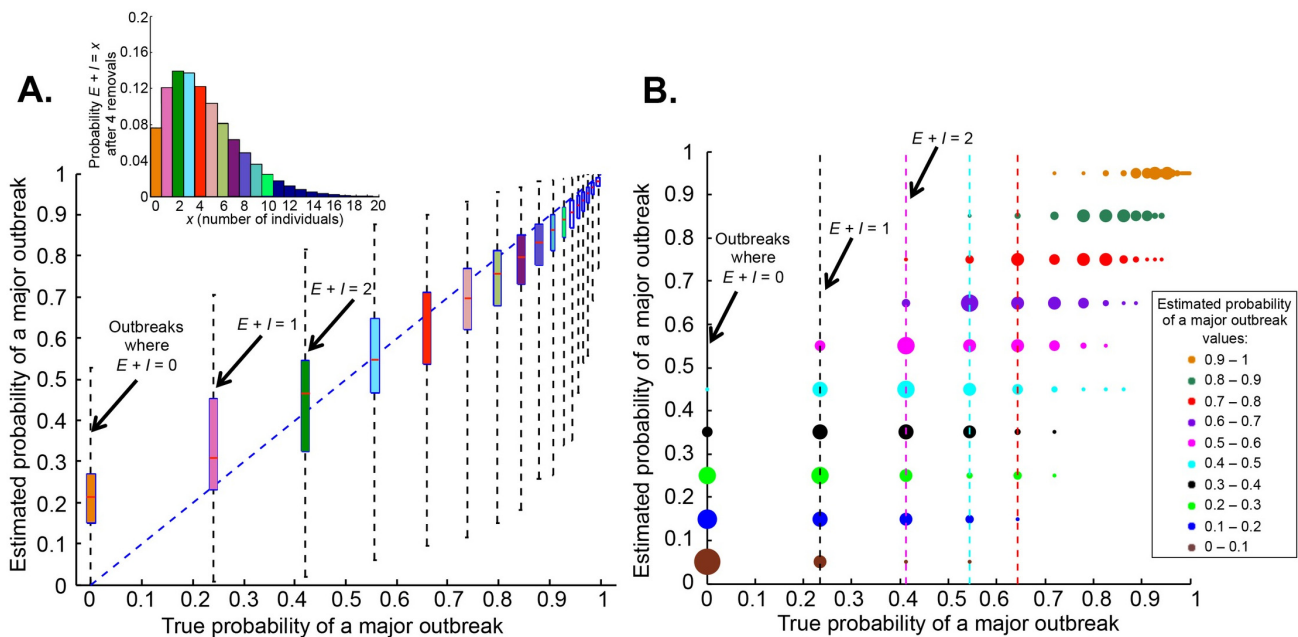 A.
Probability E + I = x
after 4 removals
0.2
0.16
0.12
0.08
0.04
0
0 2 4 6 8 10 12 14 16 18 20
x (number of individuals)
Estimated probability of a major outbreak
1
0.9
0.8
0.7
0.6
0.5
0.4
0.3
0.2
0.1
0
Outbreaks
where
E + I = 0
E + I = 1
E + I = 2
0 0.1 0.2 0.3 0.4 0.5 0.6 0.7 0.8 0.9 1
True probability of a major outbreak
B.
Estimated probability of a major outbreak
1
0.9
0.8
0.7
0.6
0.5
0.4
0.3
0.2
0.1
0
Outbreaks
where
E + I = 0
E + I = 1
E + I = 2
0 0.1 0.2 0.3 0.4 0.5 0.6 0.7 0.8 0.9 1
True probability of a major outbreak
Estimated probability
of a major outbreak
values:
0.9 – 1
0.8 – 0.9
0.7 – 0.8
0.6 – 0.7
0.5 – 0.6
0.4 – 0.5
0.3 – 0.4
0.2 – 0.3
0.1 – 0.2
0 – 0.1